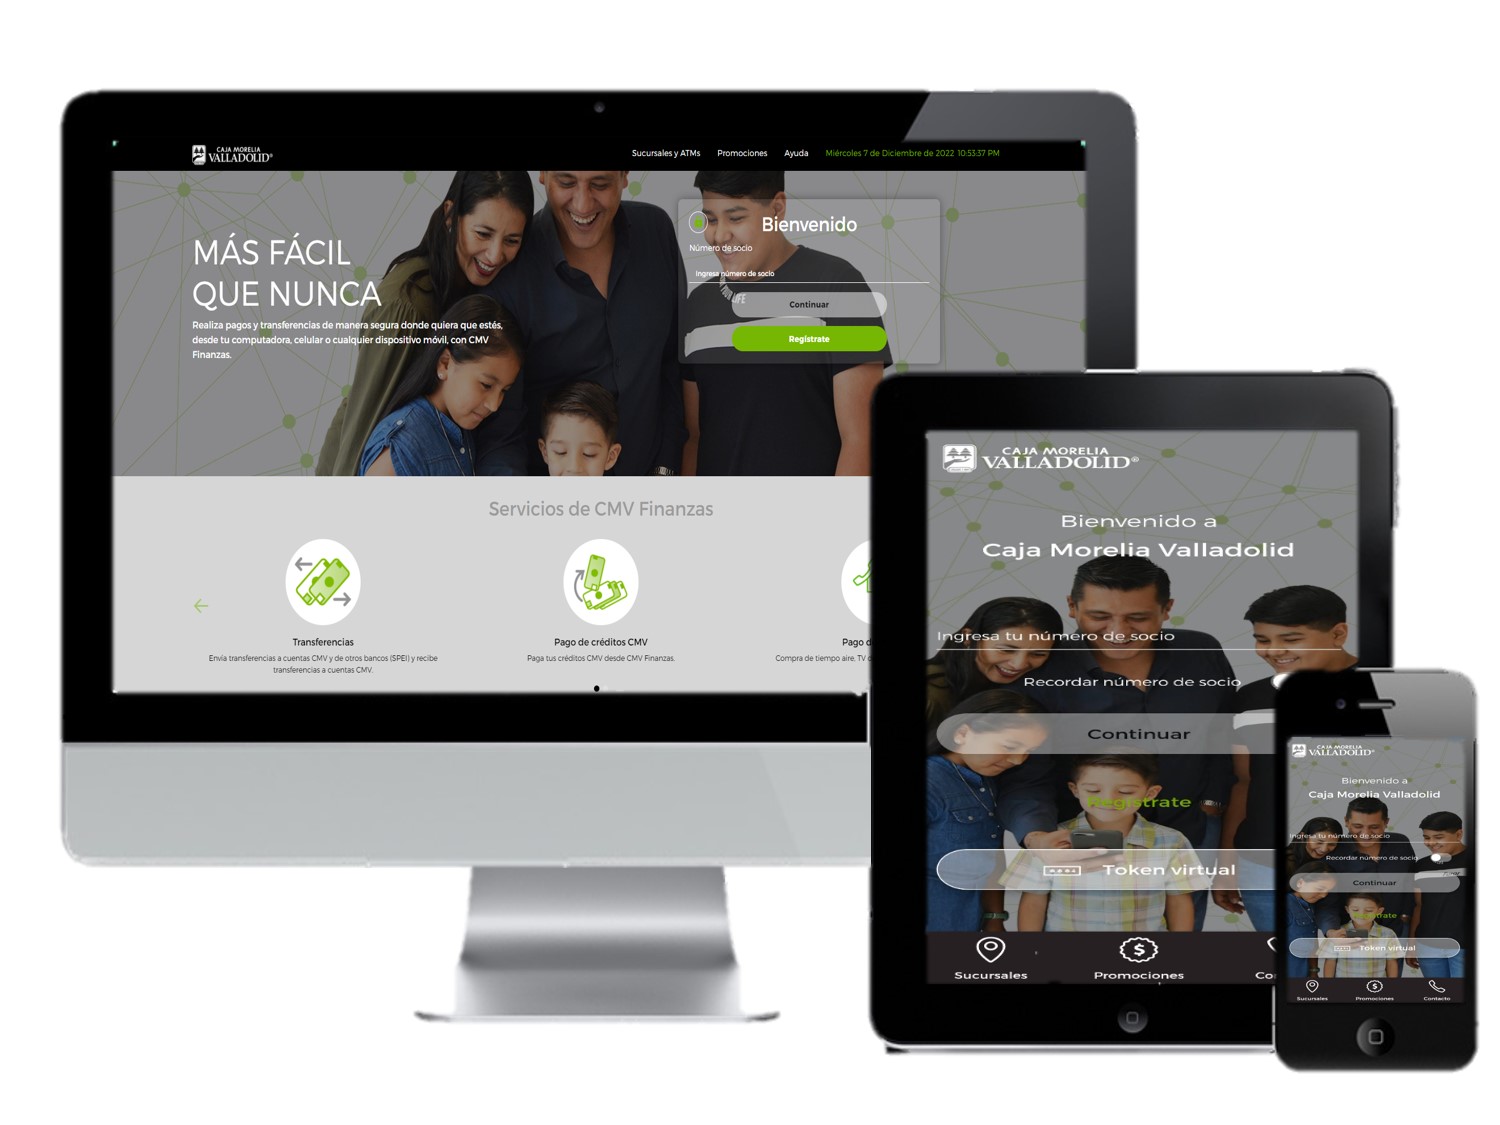 CAJA MORELIA
VALLADOLID®
Sucursales y ATMs
Promociones
Ayuda
Miércoles 7 de Diciembre de 2022 10:53:37 PM
MÁS FÁCIL
QUE NUNCA
Realiza pagos y transferencias de manera segura donde quiera que estés,
desde tu computadora, celular o cualquier dispositivo móvil, con CMV
Finanzas.
Bienvenido
Número de socio
Ingresa número de socio
Continuar
Regístrate
Servicios de CMV Finanzas
Transferencias
Envía transferencias a cuentas CMV y de otros bancos (SPEI) y recibe
transferencias a cuentas CMV.
Pago de créditos CMV
Paga tus créditos CMV desde CMV Finanzas.
Pago d
Compra de tiempo aire, TV
CAJA MORELIA
VALLADOLID®
Bienvenido a
Caja Morelia Valladolid
Ingresa tu número de socio
Recordar número de socio
Continuar
Regístrate
Token virtual
Sucursales
Promociones
Co
CAJA MORELIA
VALLADOLID®
Bienvenido a
Caja Morelia Valladolid
Ingresa tu número de socio
Recordar número de socio
Continuar
Regístrate
Token virtual
Sucursales
Promociones
Contacto